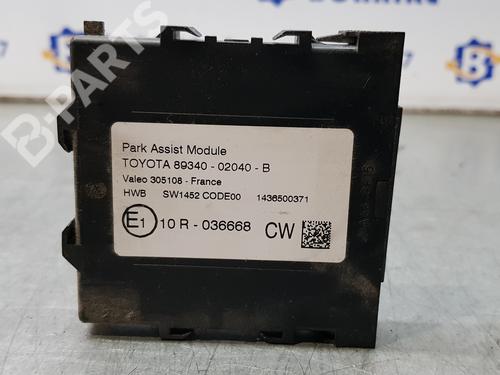 B-PARTS
Park Assist Module
TOYOTA 89340 - 02040 - B
Valeo 305108 - France
HWB SW1452 CODE00 1436500371
E1 10 R - 036668 CW